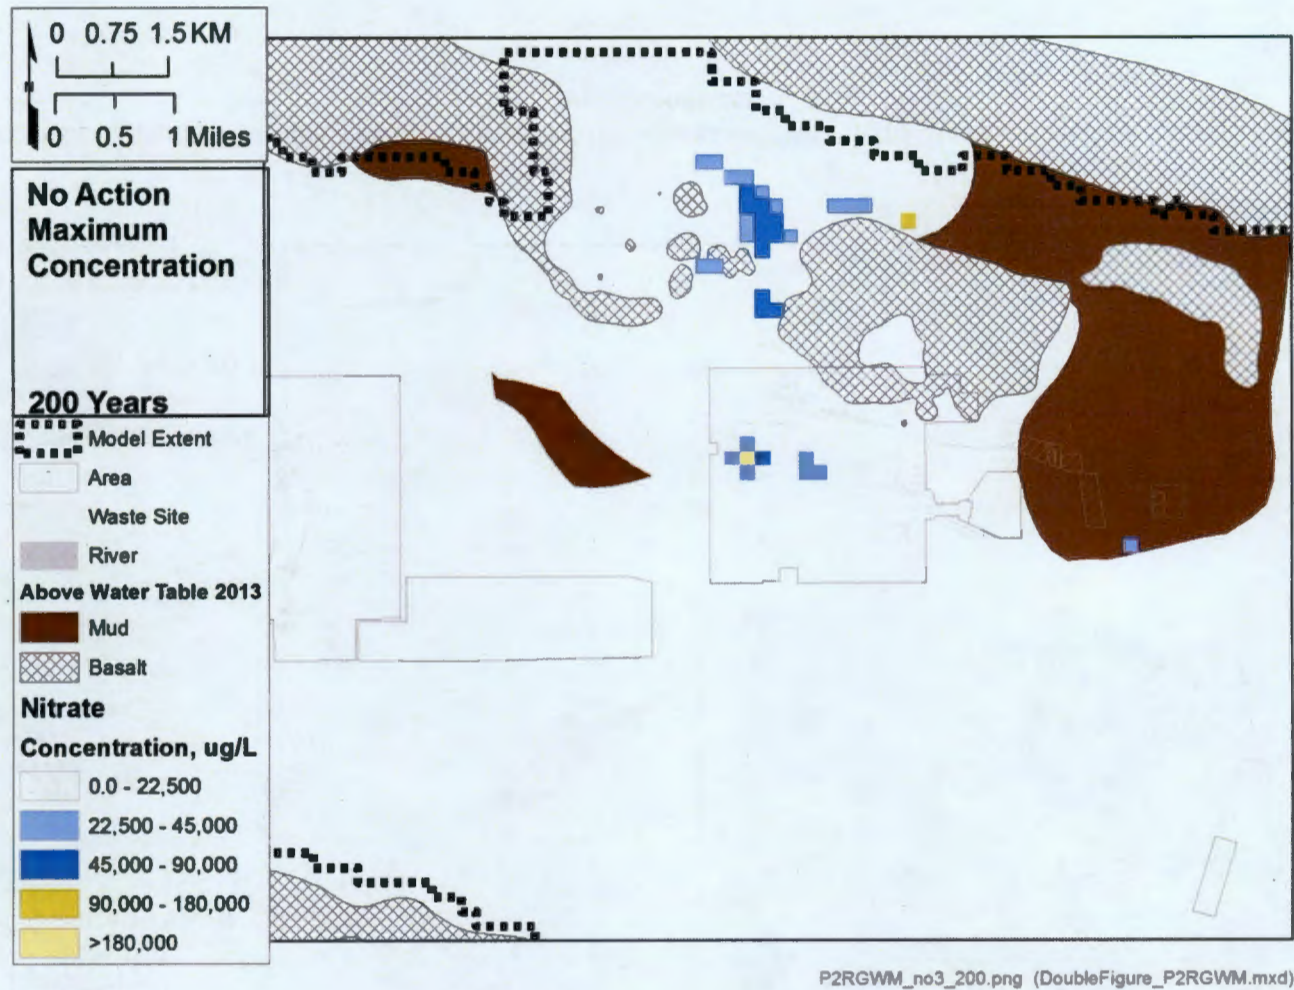 0 0.75 1.5 KM
N
0 0.5 1 Miles
No Action
Maximum
Concentration
200 Years
Model Extent
Area
Waste Site
River
Above Water Table 2013
Mud
Basalt
Nitrate
Concentration, ug/L
0.0 - 22,500
22,500 - 45,000
45,000 - 90,000
90,000 - 180,000
>180,000
P2RGWM_no3_200.png (DoubleFigure_P2RGWM.mxd)